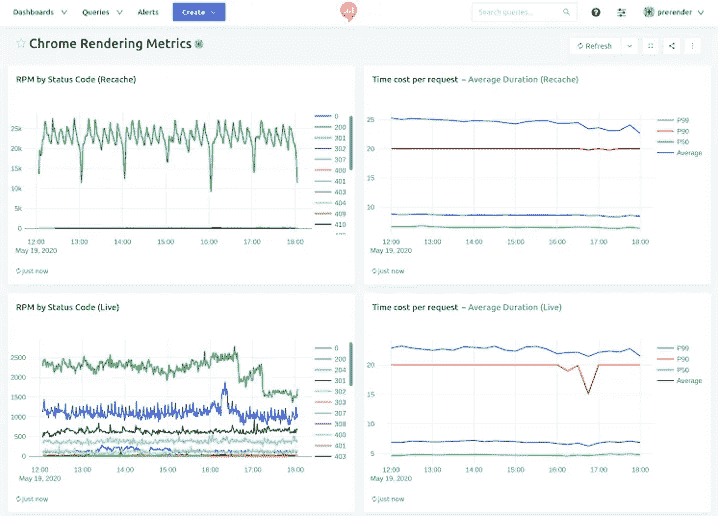 Dashboards Queries Alerts Create Search queries... prerender
Chrome Rendering Metrics Refresh
RPM by Status Code (Recache)
25k
20k
15k
10k
5k
0
12:00 13:00 14:00 15:00 16:00 17:00 18:00
May 19, 2020
0
200
201
301
302
307
400
401
403
404
409
410
just now
Time cost per request – Average Duration (Recache)
25
20
15
10
12:00 13:00 14:00 15:00 16:00 17:00 18:00
May 19, 2020
P99
P90
P50
Average
just now
RPM by Status Code (Live)
2500
2000
1500
1000
500
0
12:00 13:00 14:00 15:00 16:00 17:00 18:00
May 19, 2020
0
200
204
301
302
303
307
308
400
401
403
just now
Time cost per request – Average Duration (Live)
20
15
10
5
12:00 13:00 14:00 15:00 16:00 17:00 18:00
May 19, 2020
P99
P90
P50
Average
just now